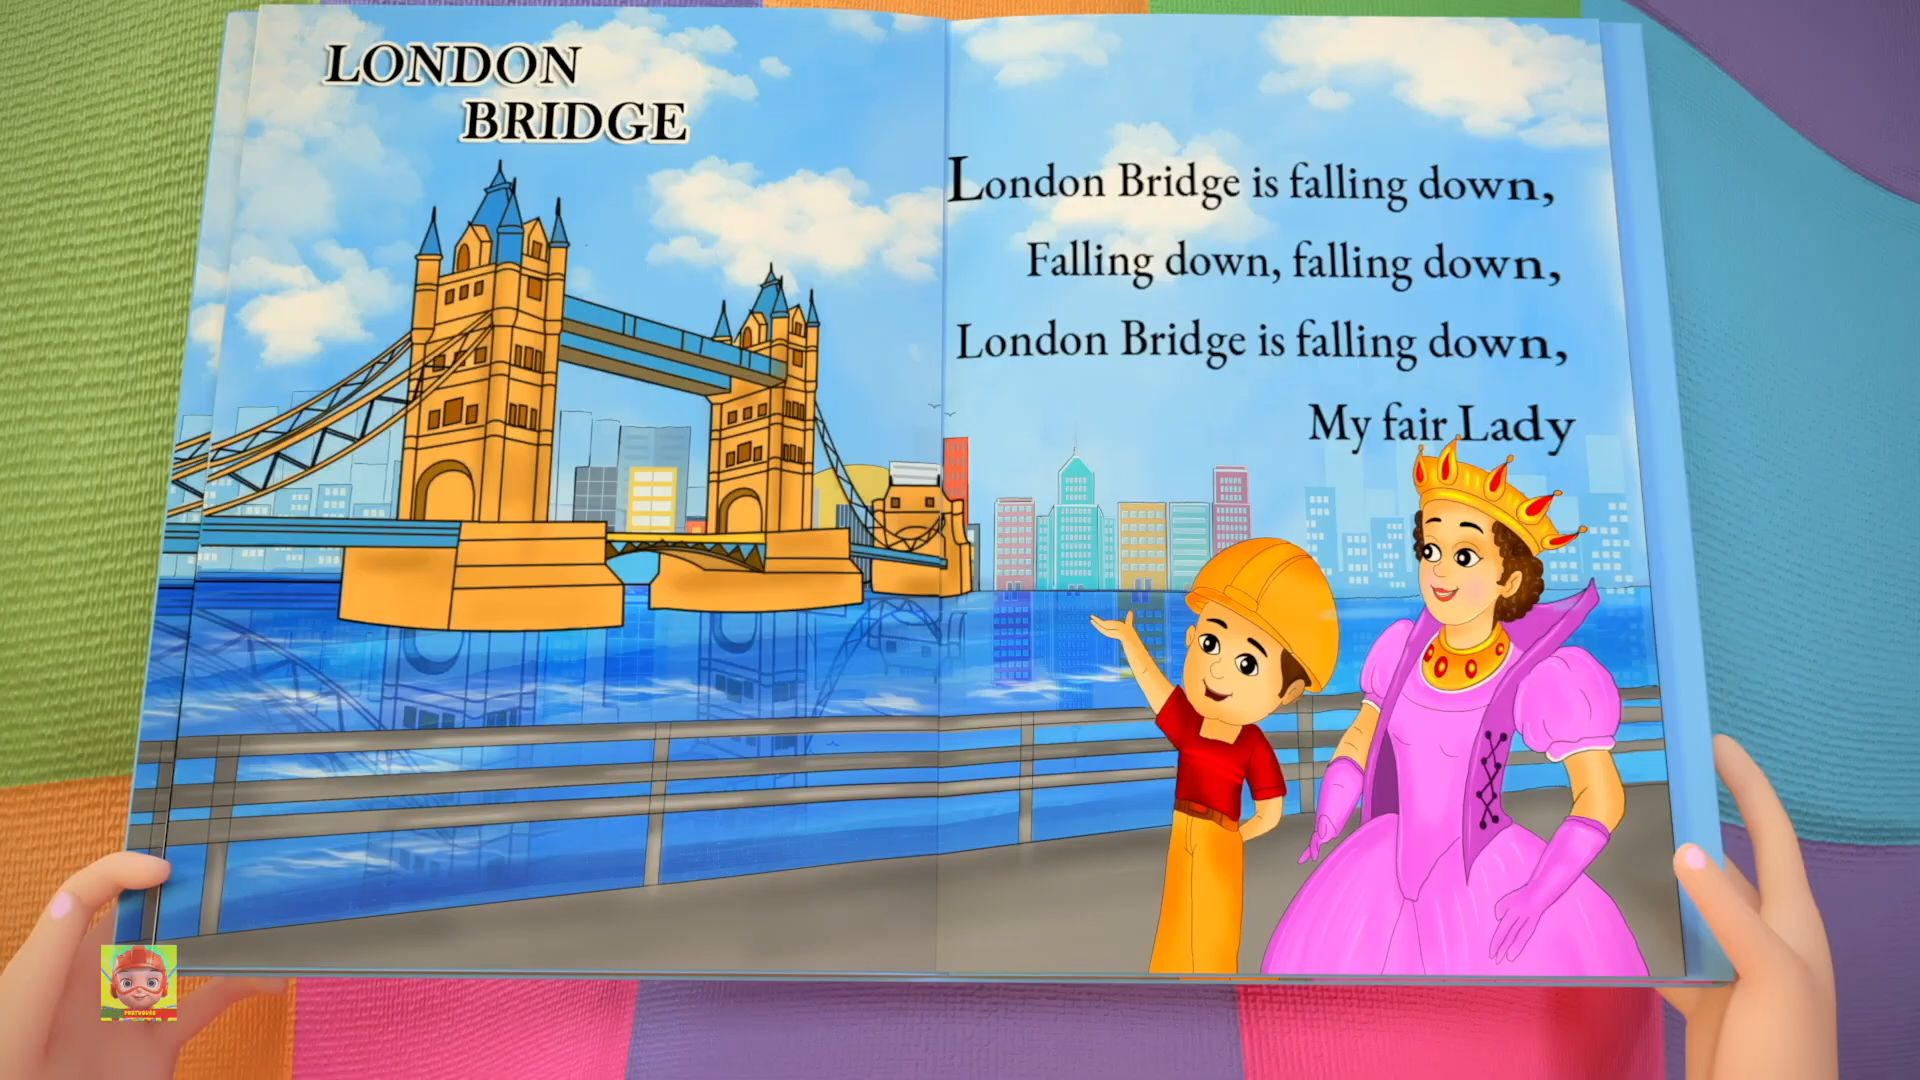 LONDON
BRIDGE
London Bridge is falling down,
Falling down, falling down,
London Bridge is falling down,
My fair Lady
PORTUGUÊS